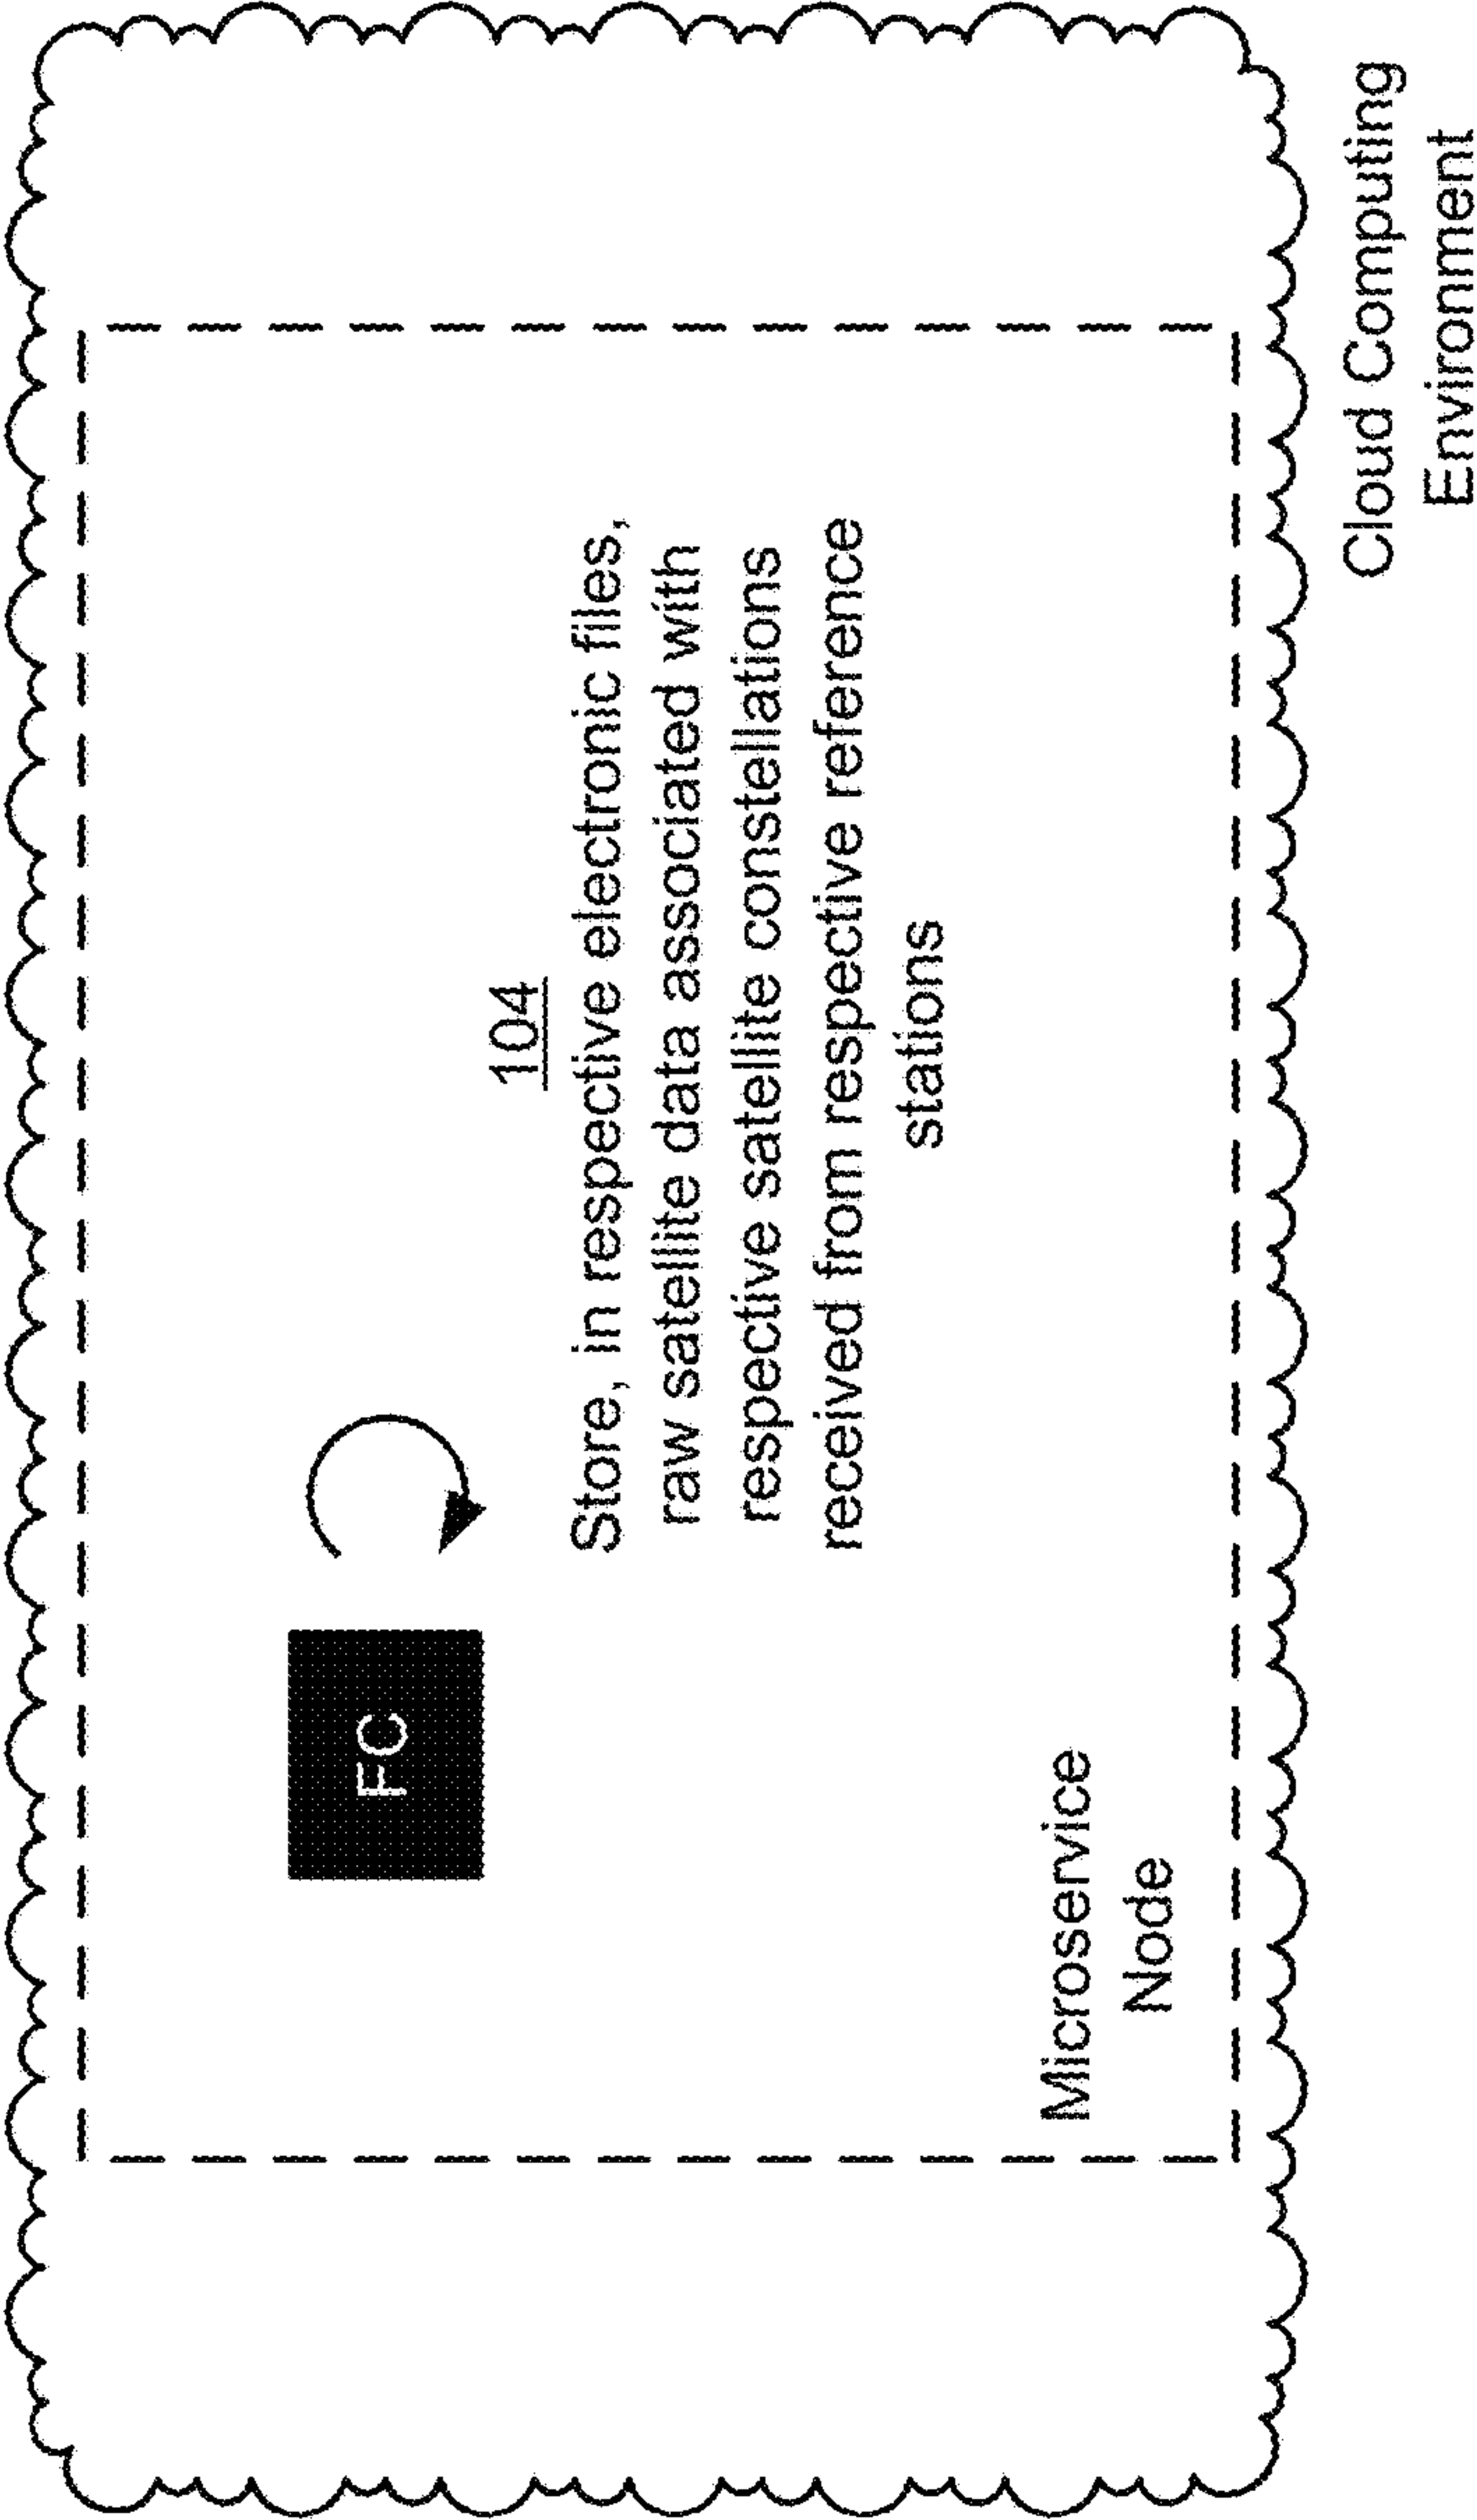 FC
104
Store, in respective electronic files,
raw satellite data associated with
respective satellite constellations
received from respective reference
stations
Microservice
Node
Cloud Computing
Environment